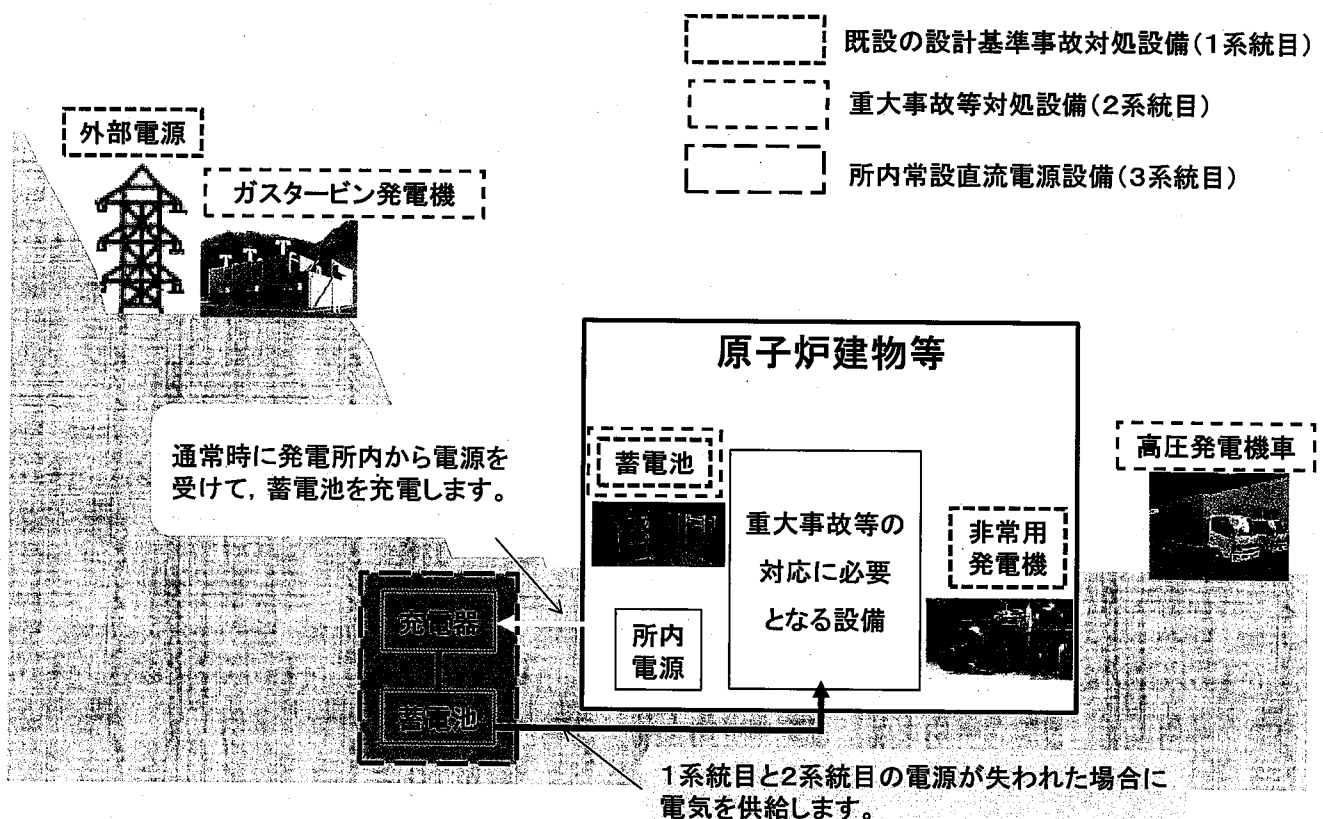 既設の設計基準事故対処設備(1系統目)
重大事故等対処設備(2系統目)
所内常設直流電源設備(3系統目)
外部電源
ガスタービン発電機
原子炉建物等
通常時に発電所内から電源を
受けて，蓄電池を充電します。
蓄電池
重大事故等の
対応に必要
となる設備
非常用
発電機
高圧発電機車
充電器
所内
電源
蓄電池
1系統目と2系統目の電源が失われた場合に
電気を供給します。